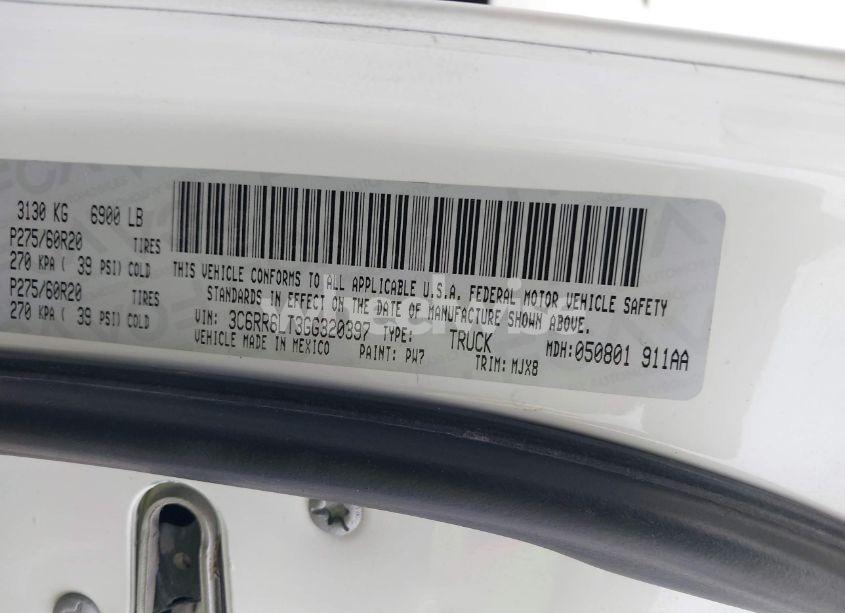 3130 KG 6900 LB
P275/60R20 TIRES
270 KPA ( 39 PSI) COLD
P275/60R20 TIRES
270 KPA ( 39 PSI) COLD
THIS VEHICLE CONFORMS TO ALL APPLICABLE U.S.A. FEDERAL MOTOR VEHICLE SAFETY
STANDARDS IN EFFECT ON THE DATE OF MANUFACTURE SHOWN ABOVE.
VIN: 3C6RR6LT3GG320397 TYPE: TRUCK MDH:050801 911AA
VEHICLE MADE IN MEXICO PAINT: PW7 TRIM: MJX8